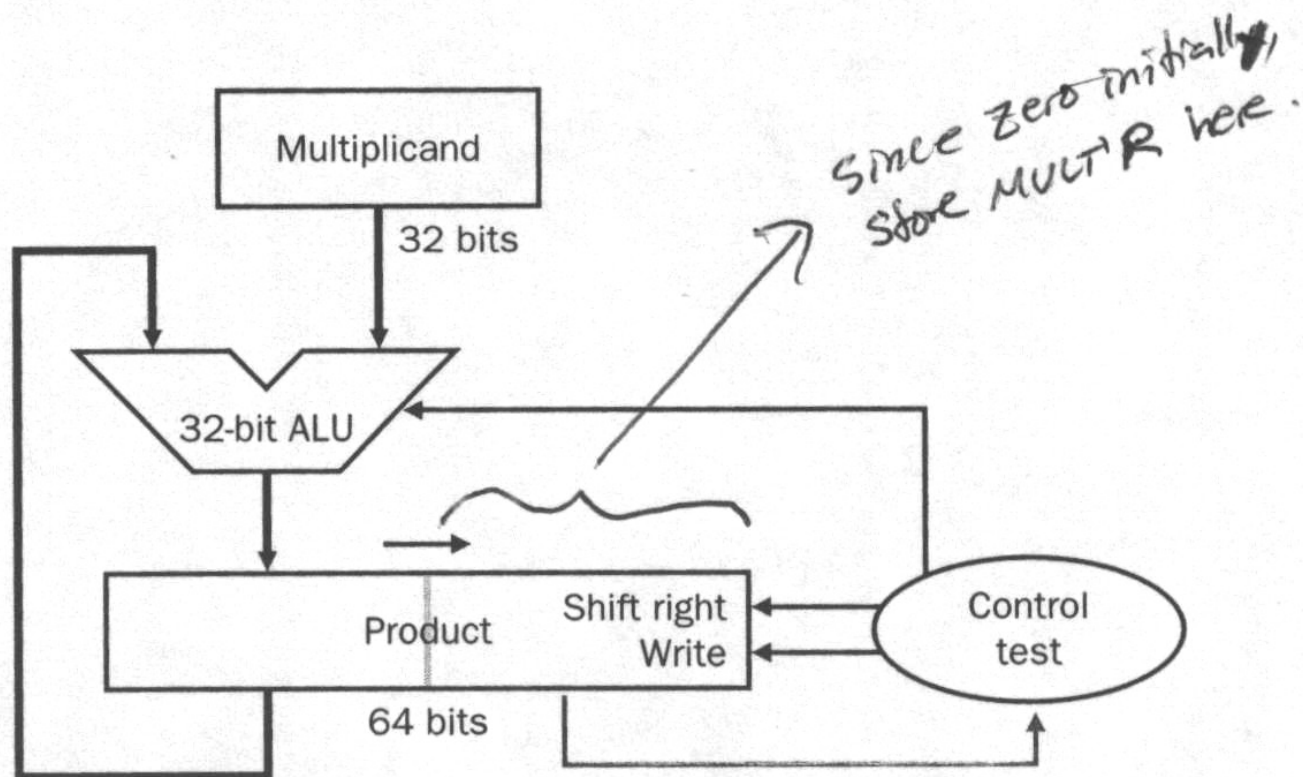 Multiplicand
Since zero initially,
store MULT'R here.
32 bits
32-bit ALU
Product
Shift right
Write
Control
test
64 bits